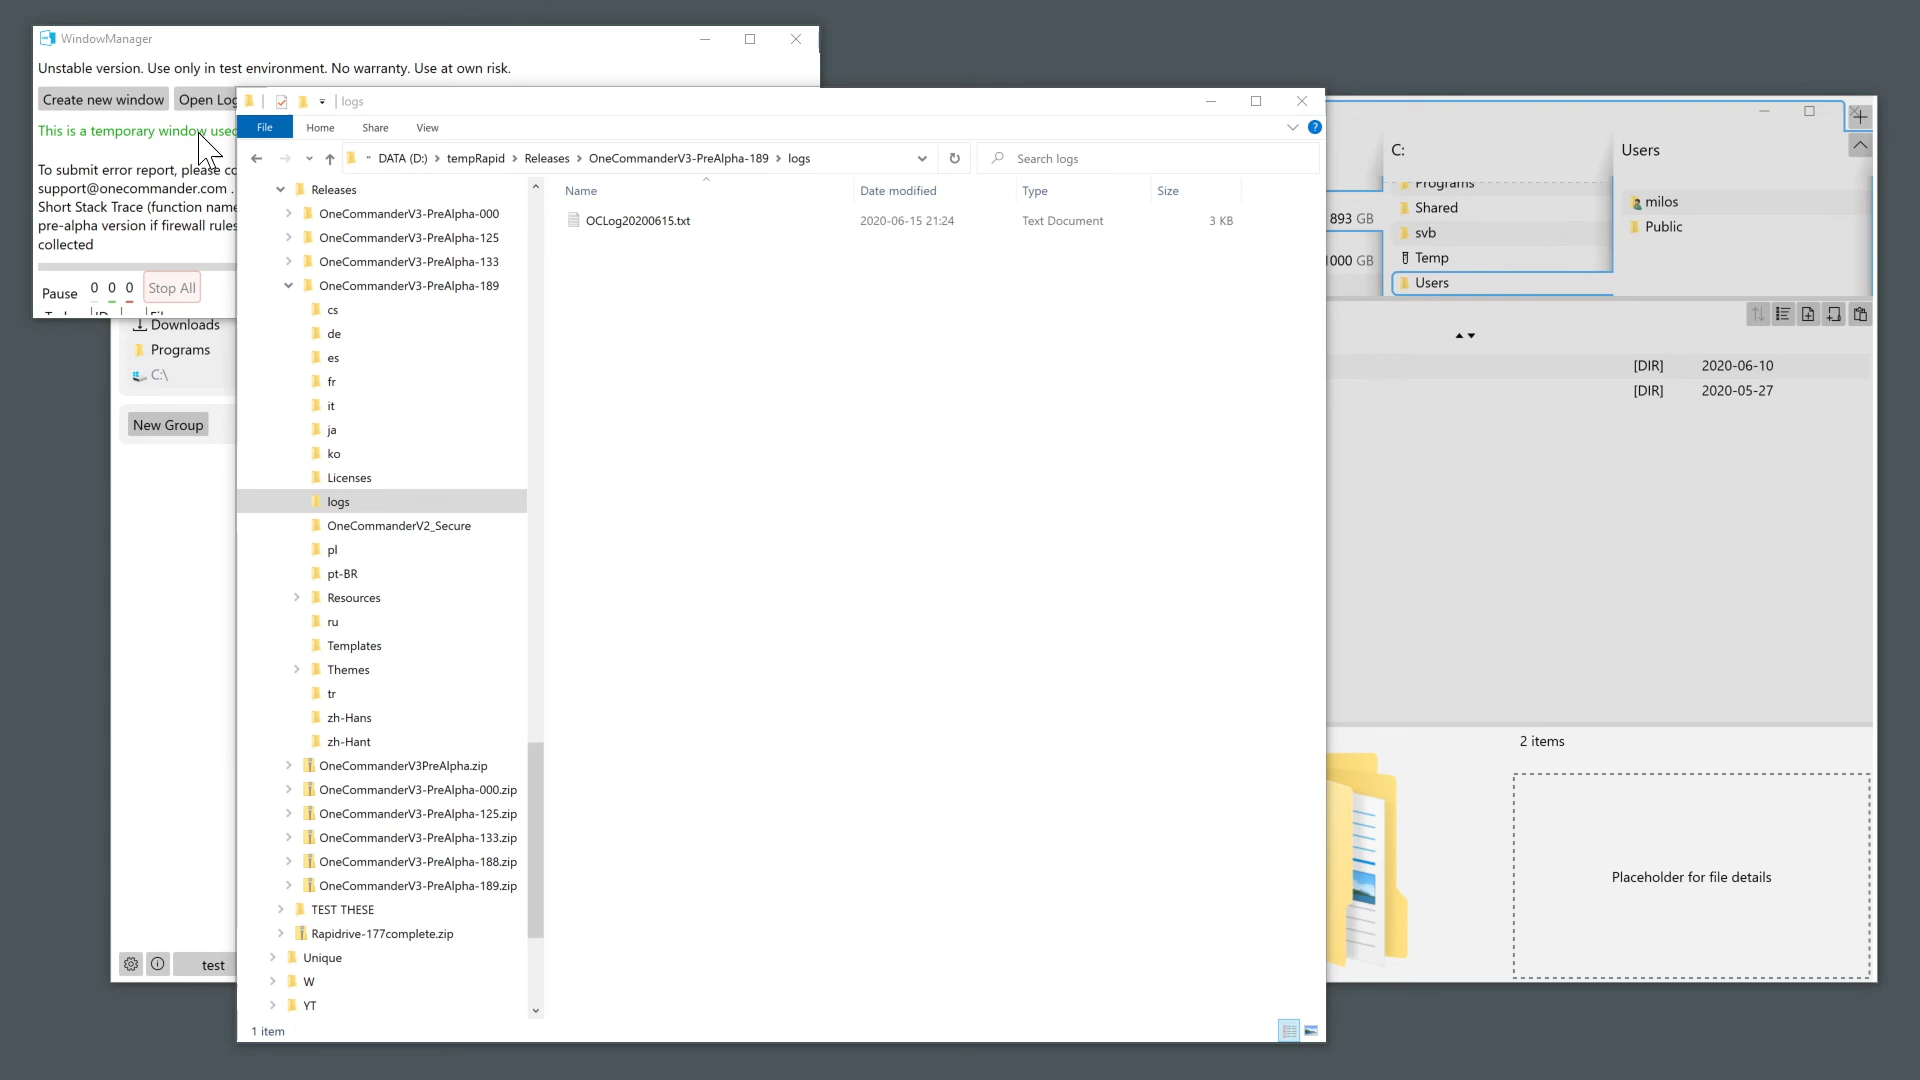 WindowManager
Unstable version. Use only in test environment. No warranty. Use at own risk.
Create new window
Open Log
This is a temporary window used
To submit error report, please co
support@onecommander.com .
Short Stack Trace (function name
pre-alpha version if firewall rules
collected
Pause 0 0 0 Stop All
Downloads
Programs
C:\
New Group
test
logs
File Home Share View
DATA (D:) > tempRapid > Releases > OneCommanderV3-PreAlpha-189 > logs
Search logs
Releases
OneCommanderV3-PreAlpha-000
OneCommanderV3-PreAlpha-125
OneCommanderV3-PreAlpha-133
OneCommanderV3-PreAlpha-189
cs
de
es
fr
it
ja
ko
Licenses
logs
OneCommanderV2_Secure
pl
pt-BR
Resources
ru
Templates
Themes
tr
zh-Hans
zh-Hant
OneCommanderV3PreAlpha.zip
OneCommanderV3-PreAlpha-000.zip
OneCommanderV3-PreAlpha-125.zip
OneCommanderV3-PreAlpha-133.zip
OneCommanderV3-PreAlpha-188.zip
OneCommanderV3-PreAlpha-189.zip
TEST THESE
Rapidrive-177complete.zip
Unique
W
YT
1 item
Name Date modified Type Size
OCLog20200615.txt 2020-06-15 21:24 Text Document 3 KB
893 GB
1000 GB
C:
Programs
Shared
svb
Temp
Users
Users
milos
Public
[DIR] 2020-06-10
[DIR] 2020-05-27
2 items
Placeholder for file details